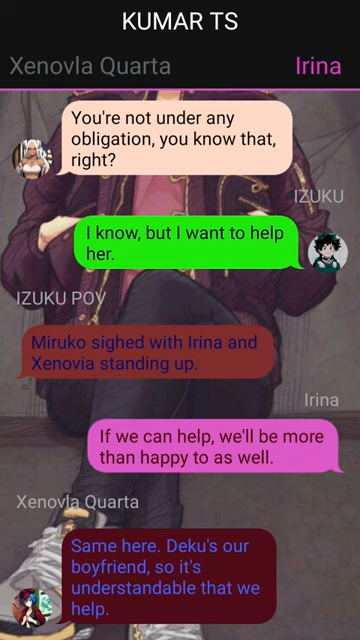 KUMAR TS
Xenovla Quarta
Irina
You're not under any
obligation, you know that,
right?
IZUKU
I know, but I want to help
her.
IZUKU POV
Miruko sighed with Irina and
Xenovia standing up.
Irina
If we can help, we'll be more
than happy to as well.
Xenovla Quarta
Same here. Deku's our
boyfriend, so it's
understandable that we
help.